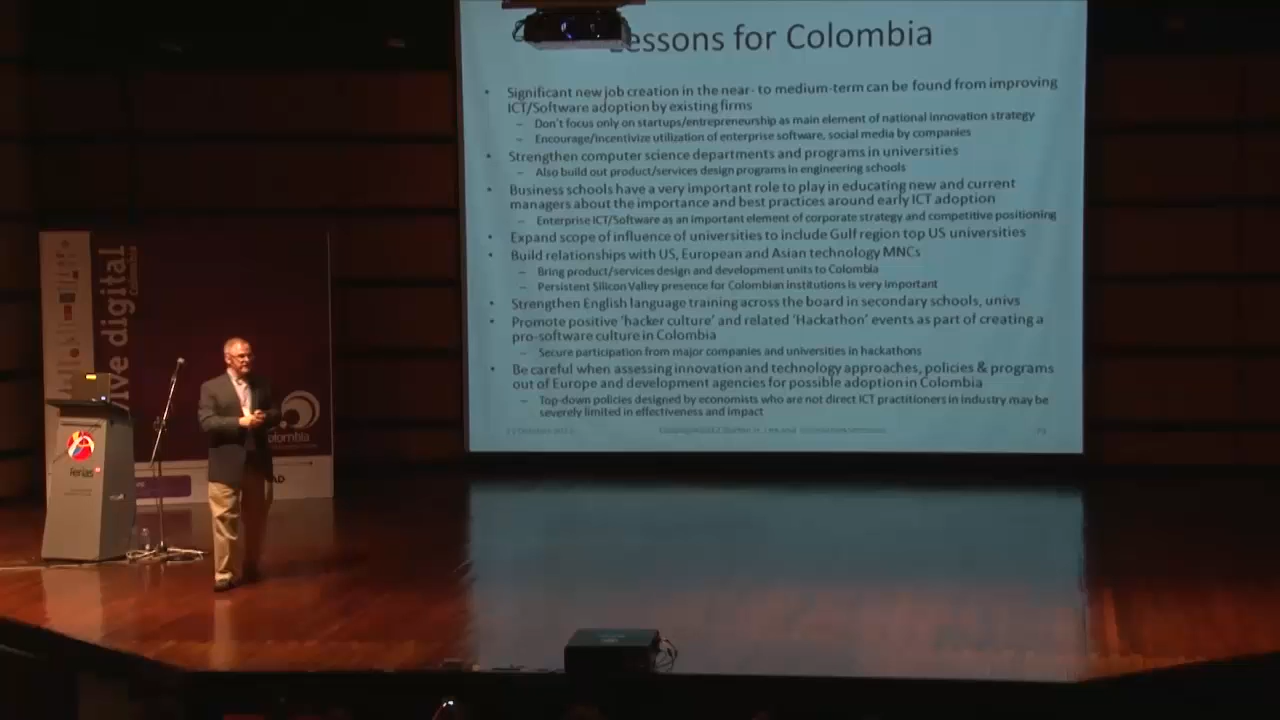 essons for Colombia
• Significant new job creation in the near- to medium-term can be found from improving
ICT/Software adoption by existing firms
– Don't focus only on startups/entrepreneurship as main element of national innovation strategy
– Encourage/Incentivize utilization of enterprise software, social media by companies
• Strengthen computer science departments and programs in universities
– Also build out product/services design programs in engineering schools
• Business schools have a very important role to play in educating new and current
managers about the importance and best practices around early ICT adoption
– Enterprise ICT/Software as an important element of corporate strategy and competitive positioning
• Expand scope of influence of universities to include Gulf region top US universities
• Build relationships with US, European and Asian technology MNCs
– Bring product/services design and development units to Colombia
– Persistent Silicon Valley presence for Colombian institutions is very important
• Strengthen English language training across the board in secondary schools, univs
• Promote positive 'hacker culture' and related 'Hackathon' events as part of creating a
pro-software culture in Colombia
– Secure participation from major companies and universities in hackathons
• Be careful when assessing innovation and technology approaches, policies & programs
out of Europe and development agencies for possible adoption in Colombia
– Top-down policies designed by economists who are not direct ICT practitioners in industry may be
severely limited in effectiveness and impact
ive digital
Colombia
olombia
ferias
AD